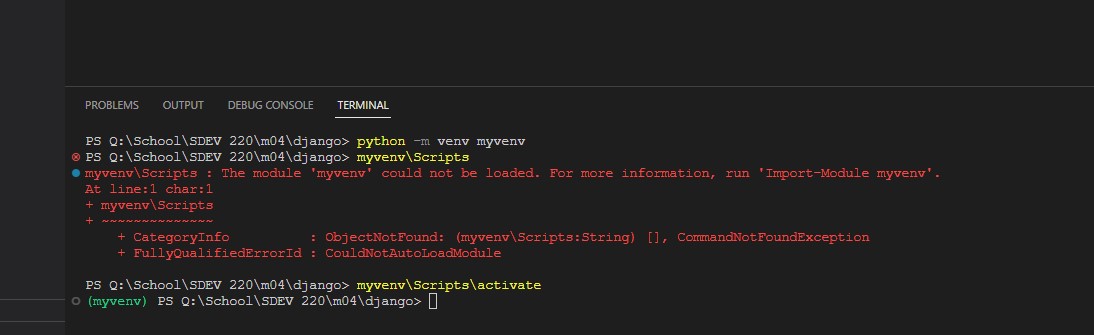 PROBLEMS OUTPUT DEBUG CONSOLE TERMINAL
PS Q:\School\SDEV 220\m04\django> python -m venv myvenv
PS Q:\School\SDEV 220\m04\django> myvenv\Scripts
myvenv\Scripts : The module 'myvenv' could not be loaded. For more information, run 'Import-Module myvenv'.
At line:1 char:1
+ myvenv\Scripts
+ ~~~~~~~~~~~~~~
    + CategoryInfo          : ObjectNotFound: (myvenv\Scripts:String) [], CommandNotFoundException
    + FullyQualifiedErrorId : CouldNotAutoLoadModule
PS Q:\School\SDEV 220\m04\django> myvenv\Scripts\activate
(myvenv) PS Q:\School\SDEV 220\m04\django>